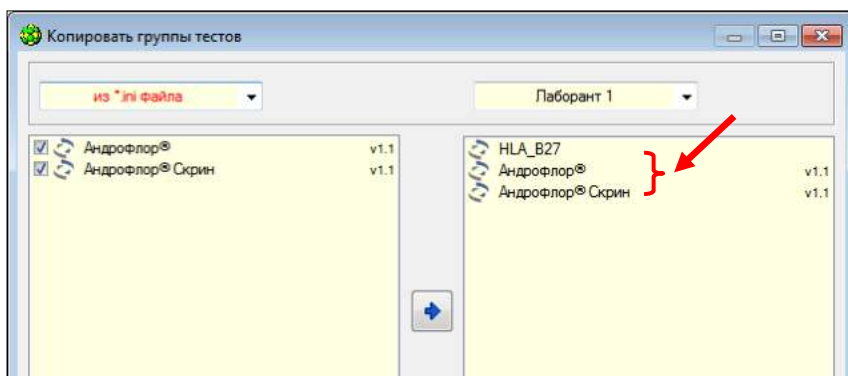 Копировать группы тестов
из *.ini файла
Лаборант 1
Андрофлор® v1.1
Андрофлор® Скрин v1.1
HLA_B27
Андрофлор® v1.1
Андрофлор® Скрин v1.1